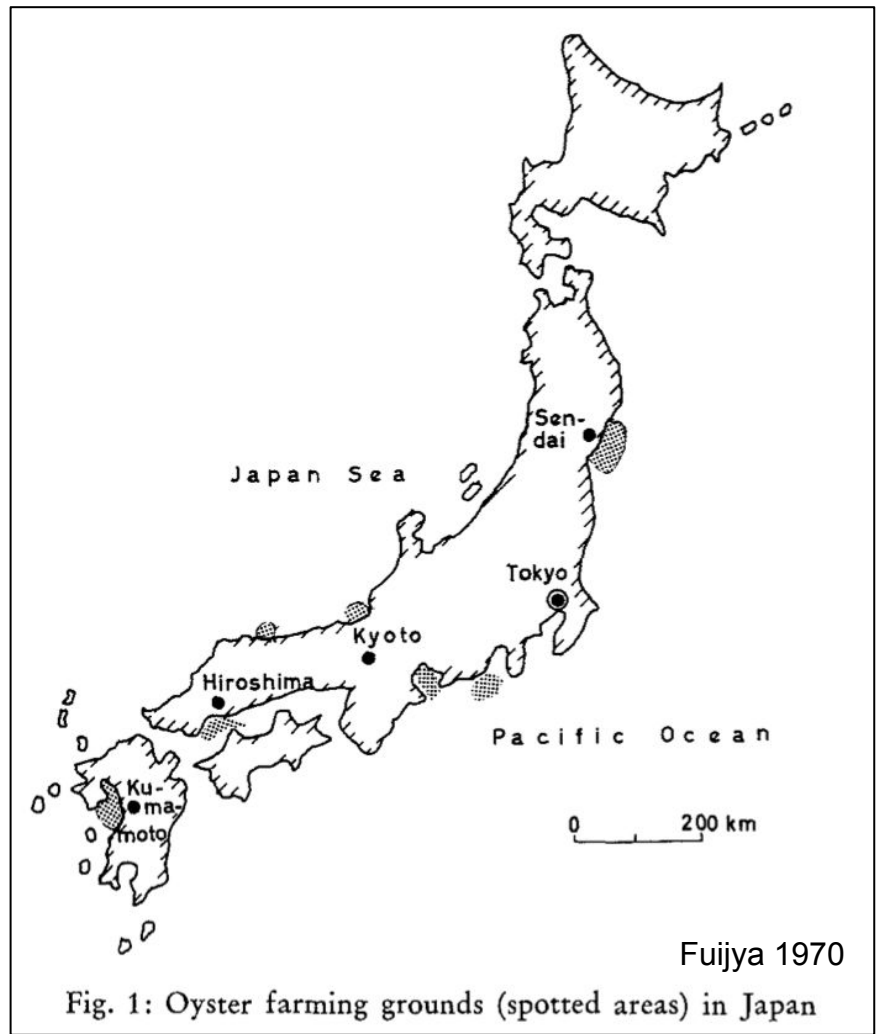 Sen-
dai
Japan Sea
Tokyo
Kyoto
Hiroshima
Pacific Ocean
Ku-
ma-
moto
0 200 km
Fuijya 1970
Fig. 1: Oyster farming grounds (spotted areas) in Japan